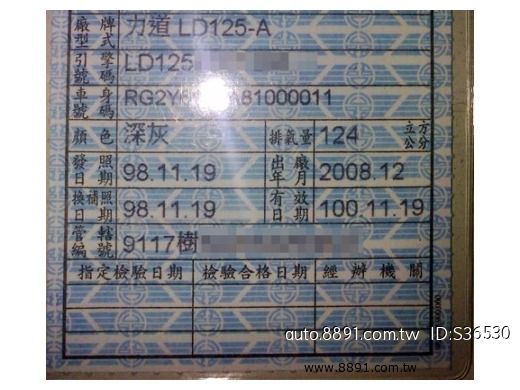 廠牌型式 力道 LD125-A
引擎號碼 LD125
車身號碼 RG2Y 81000011
顏色 深灰 排氣量 124 立方公分
發照日期 98.11.19 出廠年月 2008.12
換補照日期 98.11.19 有效日期 100.11.19
管轄編號 9117樹
指定檢驗日期 檢驗合格日期 經辦機關
auto.8891.com.tw ID:S36530
www.8891.com.tw